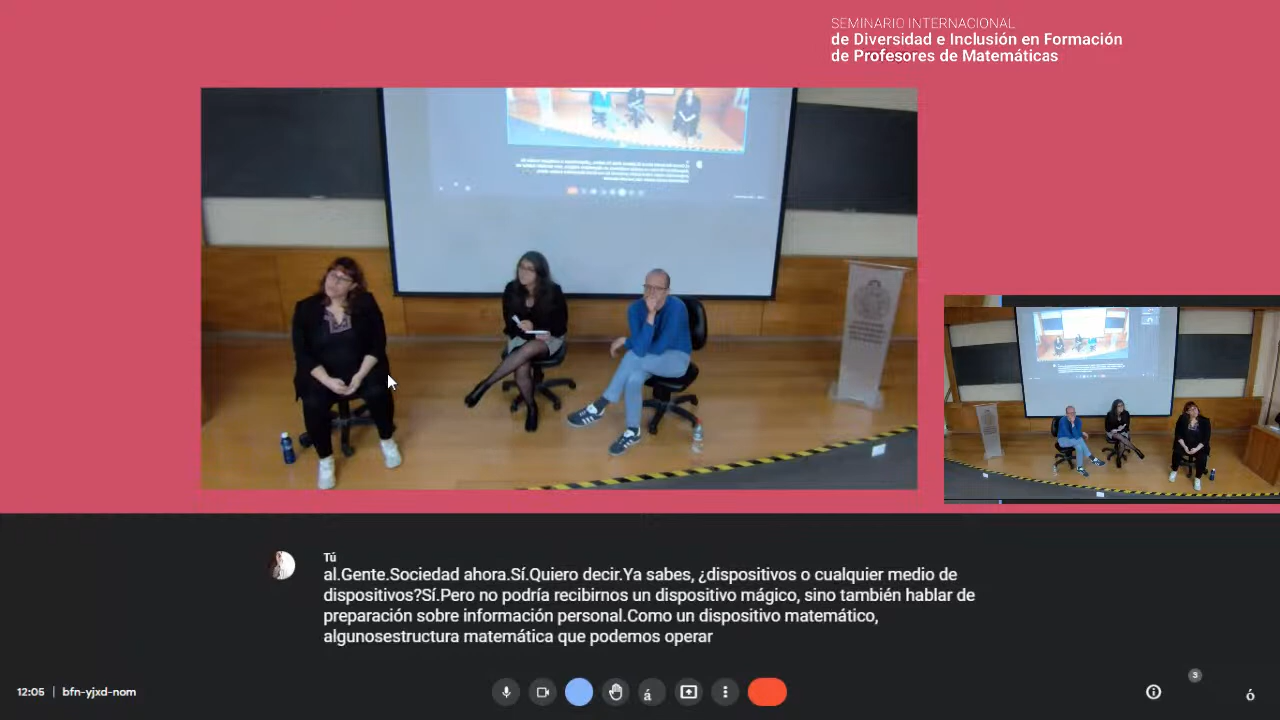 SEMINARIO INTERNACIONAL
de Diversidad e Inclusión en Formación
de Profesores de Matemáticas
Tú
al.Gente.Sociedad ahora.Sí.Quiero decir.Ya sabes, ¿dispositivos o cualquier medio de
dispositivos?Sí.Pero no podría recibirnos un dispositivo mágico, sino también hablar de
preparación sobre información personal.Como un dispositivo matemático,
algunosestructura matemática que podemos operar
12:05 | bfn-yjxd-nom
á
3
ó